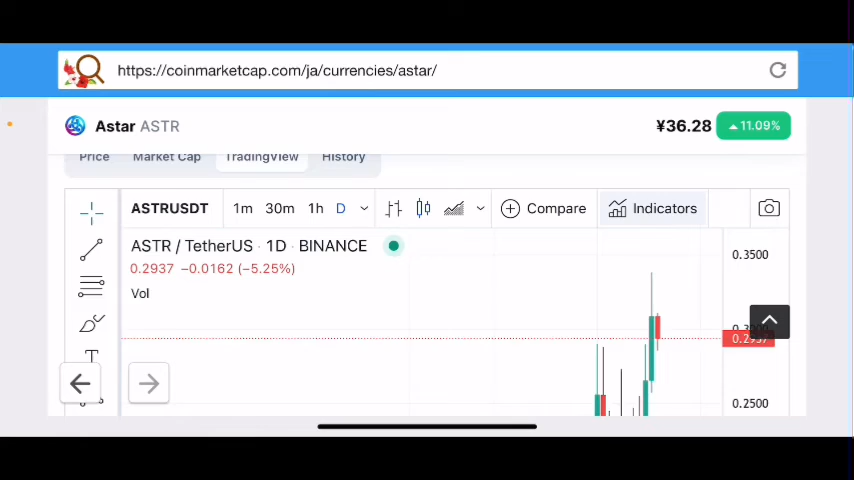 https://coinmarketcap.com/ja/currencies/astar/
Astar ASTR
¥36.28 ▲11.09%
Price Market Cap TradingView History
ASTRUSDT 1m 30m 1h D Compare Indicators
ASTR / TetherUS · 1D · BINANCE
0.2937 −0.0162 (−5.25%)
Vol
T
0.3500
0.2937
0.2500